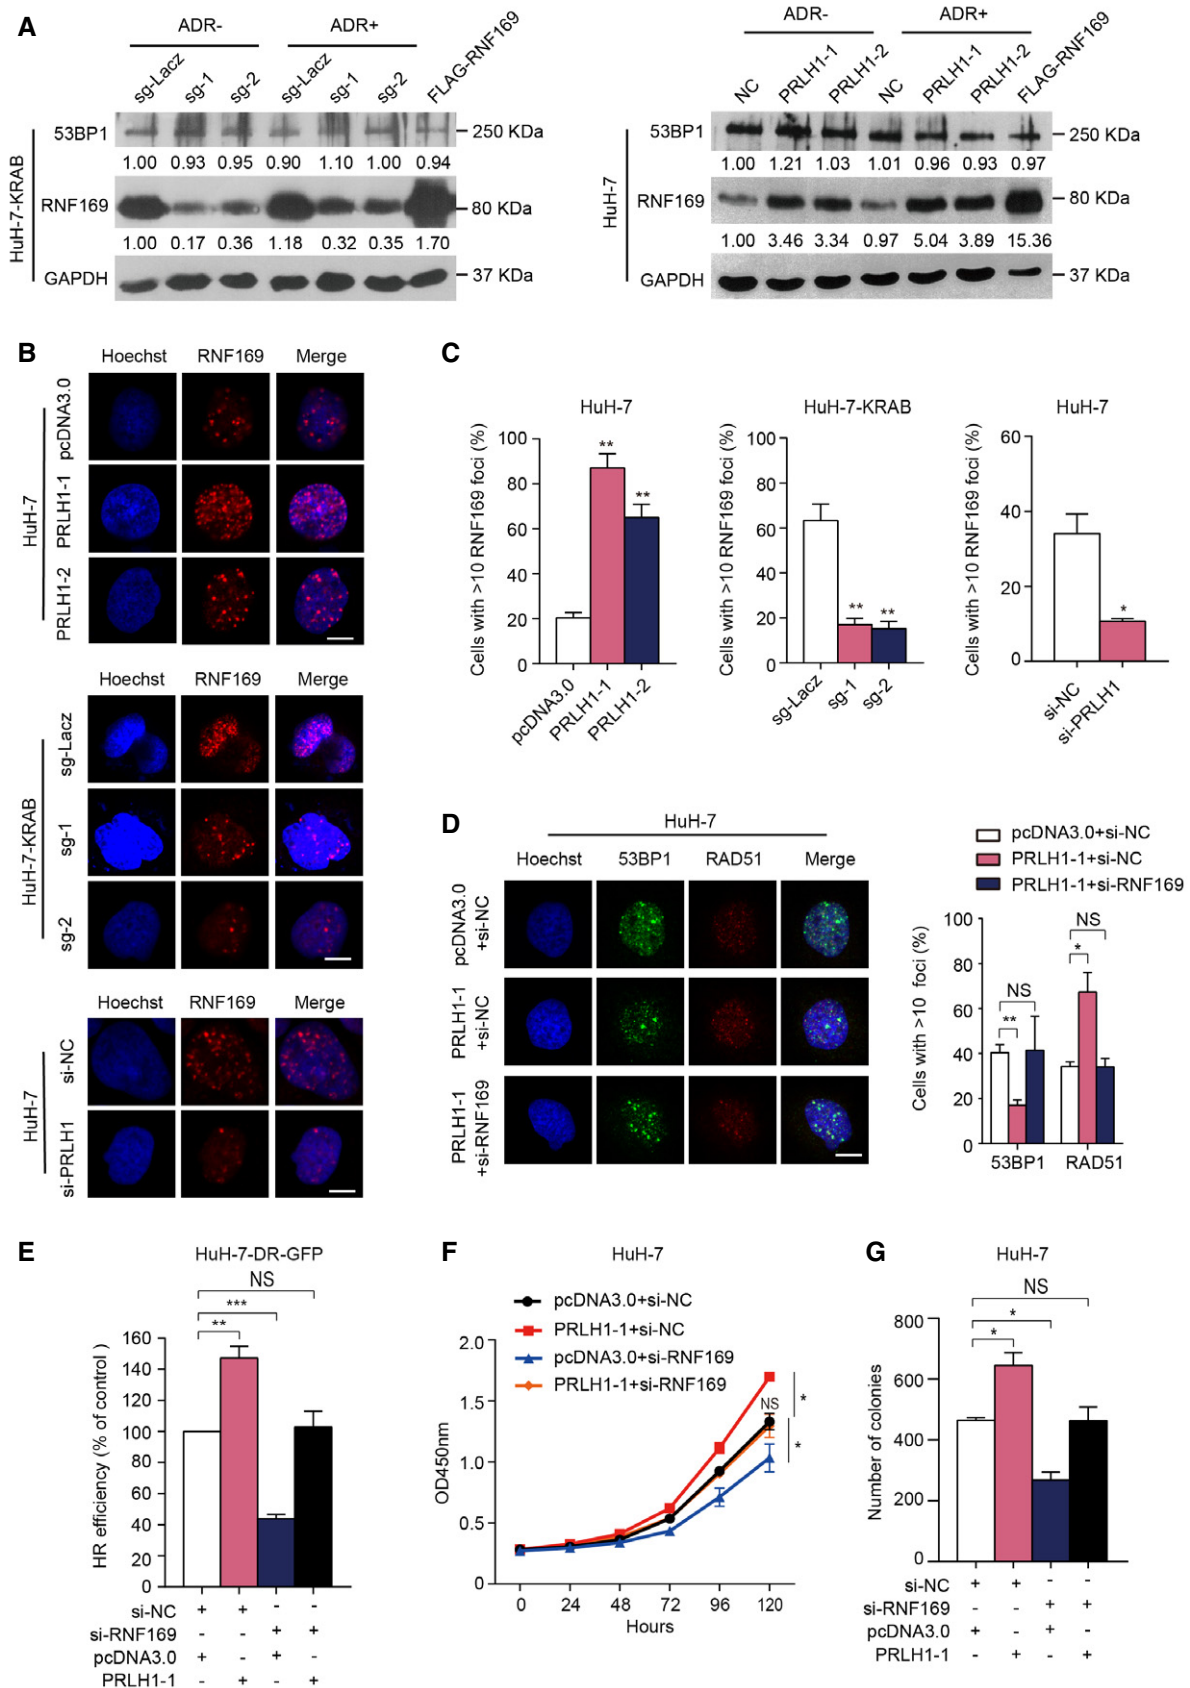 A
ADR-
ADR+
sg-Lacz
sg-1
sg-2
sg-Lacz
sg-1
sg-2
FLAG-RNF169
HuH-7-KRAB
53BP1
250 KDa
1.00 0.93 0.95 0.90 1.10 1.00 0.94
RNF169
80 KDa
1.00 0.17 0.36 1.18 0.32 0.35 1.70
GAPDH
37 KDa
ADR-
ADR+
NC
PRLH1-1
PRLH1-2
NC
PRLH1-1
PRLH1-2
FLAG-RNF169
HuH-7
53BP1
250 KDa
1.00 1.21 1.03 1.01 0.96 0.93 0.97
RNF169
80 KDa
1.00 3.46 3.34 0.97 5.04 3.89 15.36
GAPDH
37 KDa
B
Hoechst RNF169 Merge
HuH-7
pcDNA3.0
PRLH1-1
PRLH1-2
Hoechst RNF169 Merge
HuH-7-KRAB
sg-Lacz
sg-1
sg-2
Hoechst RNF169 Merge
HuH-7
si-NC
si-PRLH1
C
HuH-7
Cells with >10 RNF169 foci (%)
100
80
60
40
20
0
**
**
pcDNA3.0
PRLH1-1
PRLH1-2
HuH-7-KRAB
Cells with >10 RNF169 foci (%)
100
80
60
40
20
0
**
**
sg-Lacz
sg-1
sg-2
HuH-7
Cells with >10 RNF169 foci (%)
60
40
20
0
*
si-NC
si-PRLH1
D
HuH-7
Hoechst 53BP1 RAD51 Merge
pcDNA3.0
+si-NC
PRLH1-1
+si-NC
PRLH1-1
+si-RNF169
pcDNA3.0+si-NC
PRLH1-1+si-NC
PRLH1-1+si-RNF169
Cells with >10 foci (%)
100
80
60
40
20
0
NS
**
NS
*
53BP1 RAD51
E
HuH-7-DR-GFP
NS
***
**
HR efficiency (% of control )
160
140
120
100
80
60
40
20
0
si-NC + + - -
si-RNF169 - - + +
pcDNA3.0 + - + -
PRLH1-1 - + - +
F
HuH-7
pcDNA3.0+si-NC
PRLH1-1+si-NC
pcDNA3.0+si-RNF169
PRLH1-1+si-RNF169
OD450nm
2.0
1.5
1.0
0.5
0
NS
*
*
0 24 48 72 96 120
Hours
G
HuH-7
NS
*
*
Number of colonies
800
600
400
200
0
si-NC + + - -
si-RNF169 - - + +
pcDNA3.0 + - + -
PRLH1-1 - + - +